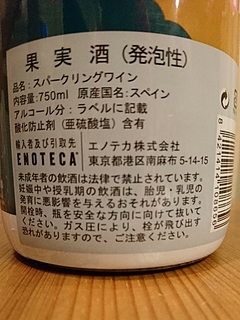 果実酒(発泡性)
品名:スパークリングワイン
内容量:750ml 原産国名:スペイン
アルコール分:ラベルに記載
酸化防止剤(亜硫酸塩)含有
輸入者及び引取先
ENOTECA
エノテカ株式会社
東京都港区南麻布5-14-15
未成年者の飲酒は法律で禁止されています。
妊娠中や授乳期の飲酒は、胎児・乳児の
発育に悪影響を与えるおそれがあります。
開栓時、瓶を安全な方向に向けて抜いて
ください。ガス圧により、栓が飛び出す
恐れがありますので、ご注意ください。